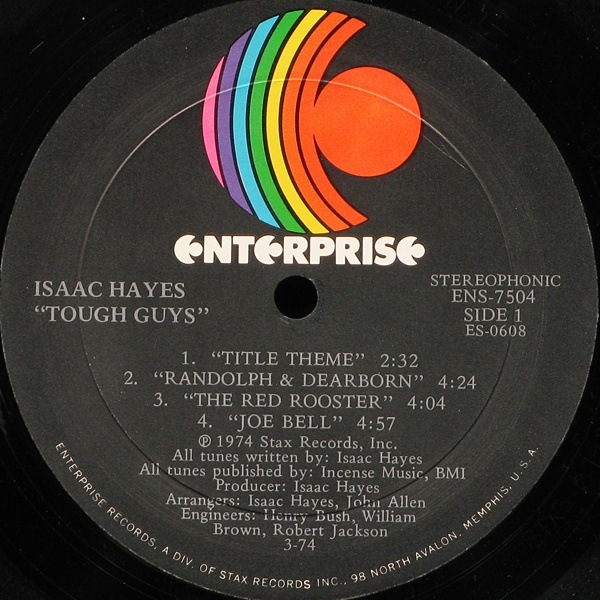 ENTERPRISE
ISAAC HAYES
"TOUGH GUYS"
STEREOPHONIC
ENS-7504
SIDE 1
ES-0608
1. "TITLE THEME" 2:32
2. "RANDOLPH & DEARBORN" 4:24
3. "THE RED ROOSTER" 4:04
4. "JOE BELL" 4:57
℗ 1974 Stax Records, Inc.
All tunes written by: Isaac Hayes
All tunes published by: Incense Music, BMI
Producer: Isaac Hayes
Arrangers: Isaac Hayes, John Allen
Engineers: Henry Bush, William
Brown, Robert Jackson
3-74
ENTERPRISE RECORDS, A DIV. OF STAX RECORDS INC., 98 NORTH AVALON, MEMPHIS, U.S.A.